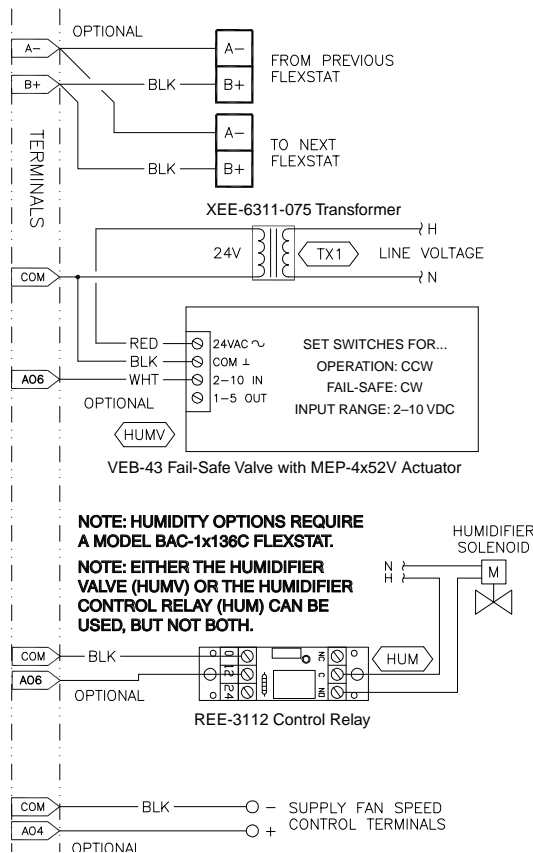 OPTIONAL
A-
A-
FROM PREVIOUS
FLEXSTAT
B+
BLK
B+
A-
TO NEXT
FLEXSTAT
BLK
B+
TERMINALS
XEE-6311-075 Transformer
H
24V
TX1
LINE VOLTAGE
COM
N
RED
24VAC
BLK
COM ⊥
AO6
WHT
2-10 IN
1-5 OUT
OPTIONAL
HUMV
SET SWITCHES FOR...
OPERATION: CCW
FAIL-SAFE: CW
INPUT RANGE: 2–10 VDC
VEB-43 Fail-Safe Valve with MEP-4x52V Actuator
NOTE: HUMIDITY OPTIONS REQUIRE
A MODEL BAC-1x136C FLEXSTAT.
NOTE: EITHER THE HUMIDIFIER
VALVE (HUMV) OR THE HUMIDIFIER
CONTROL RELAY (HUM) CAN BE
USED, BUT NOT BOTH.
HUMIDIFIER
SOLENOID
N
H
M
COM
BLK
0
12
24
NC
C
NO
HUM
AO6
OPTIONAL
REE-3112 Control Relay
COM
BLK
-
SUPPLY FAN SPEED
CONTROL TERMINALS
AO4
+
OPTIONAL